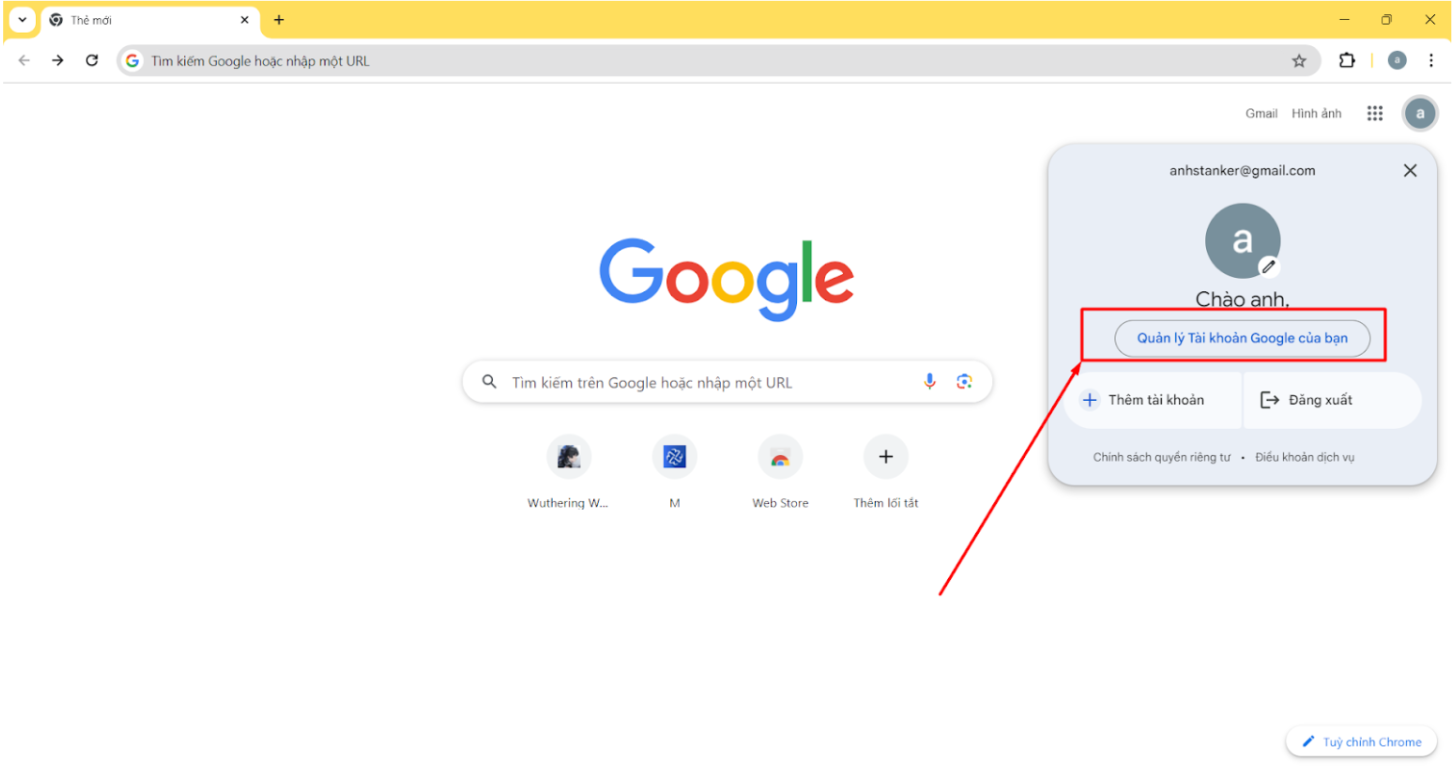 Thẻ mới
Tìm kiếm Google hoặc nhập một URL
a
Gmail Hình ảnh
a
anhstanker@gmail.com
a
Chào anh,
Google
Quản lý Tài khoản Google của bạn
Tìm kiếm trên Google hoặc nhập một URL
Thêm tài khoản
Đăng xuất
Chính sách quyền riêng tư • Điều khoản dịch vụ
Wuthering W...
M
Web Store
Thêm lối tắt
Tuỳ chỉnh Chrome